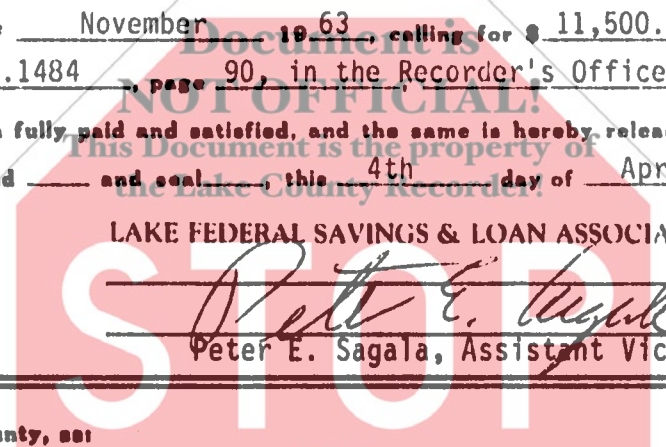 November 19 63, calling for $ 11,500.
Document is
.1484, page 90, in the Recorder's Office
NOT OFFICIAL!
fully paid and satisfied, and the same is hereby relea
This Document is the property of
and seal, this 4th day of Apr
the Lake County Recorder!
LAKE FEDERAL SAVINGS & LOAN ASSOCIA
Peter E. Sagala
Peter E. Sagala, Assistant Vic
STOP
nty, ss: